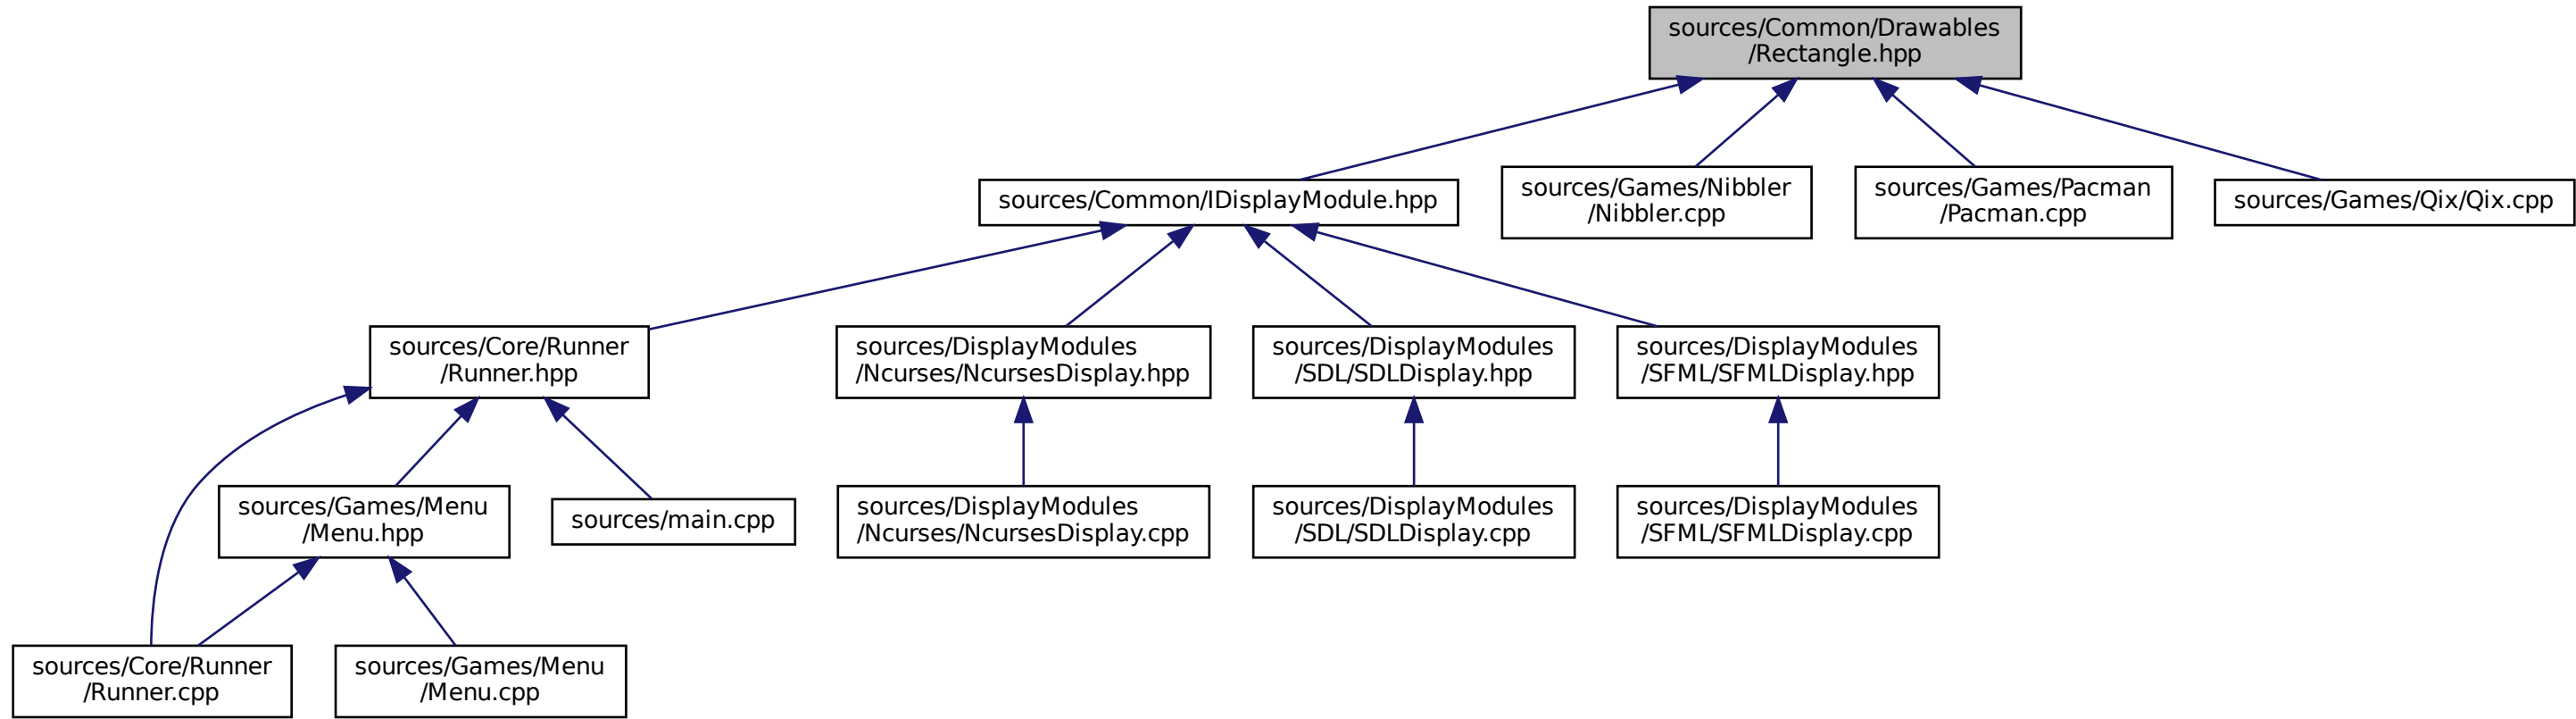 sources/Common/Drawables
/Rectangle.hpp
sources/Common/IDisplayModule.hpp
sources/Games/Nibbler
/Nibbler.cpp
sources/Games/Pacman
/Pacman.cpp
sources/Games/Qix/Qix.cpp
sources/Core/Runner
/Runner.hpp
sources/DisplayModules
/Ncurses/NcursesDisplay.hpp
sources/DisplayModules
/SDL/SDLDisplay.hpp
sources/DisplayModules
/SFML/SFMLDisplay.hpp
sources/Games/Menu
/Menu.hpp
sources/main.cpp
sources/DisplayModules
/Ncurses/NcursesDisplay.cpp
sources/DisplayModules
/SDL/SDLDisplay.cpp
sources/DisplayModules
/SFML/SFMLDisplay.cpp
sources/Core/Runner
/Runner.cpp
sources/Games/Menu
/Menu.cpp